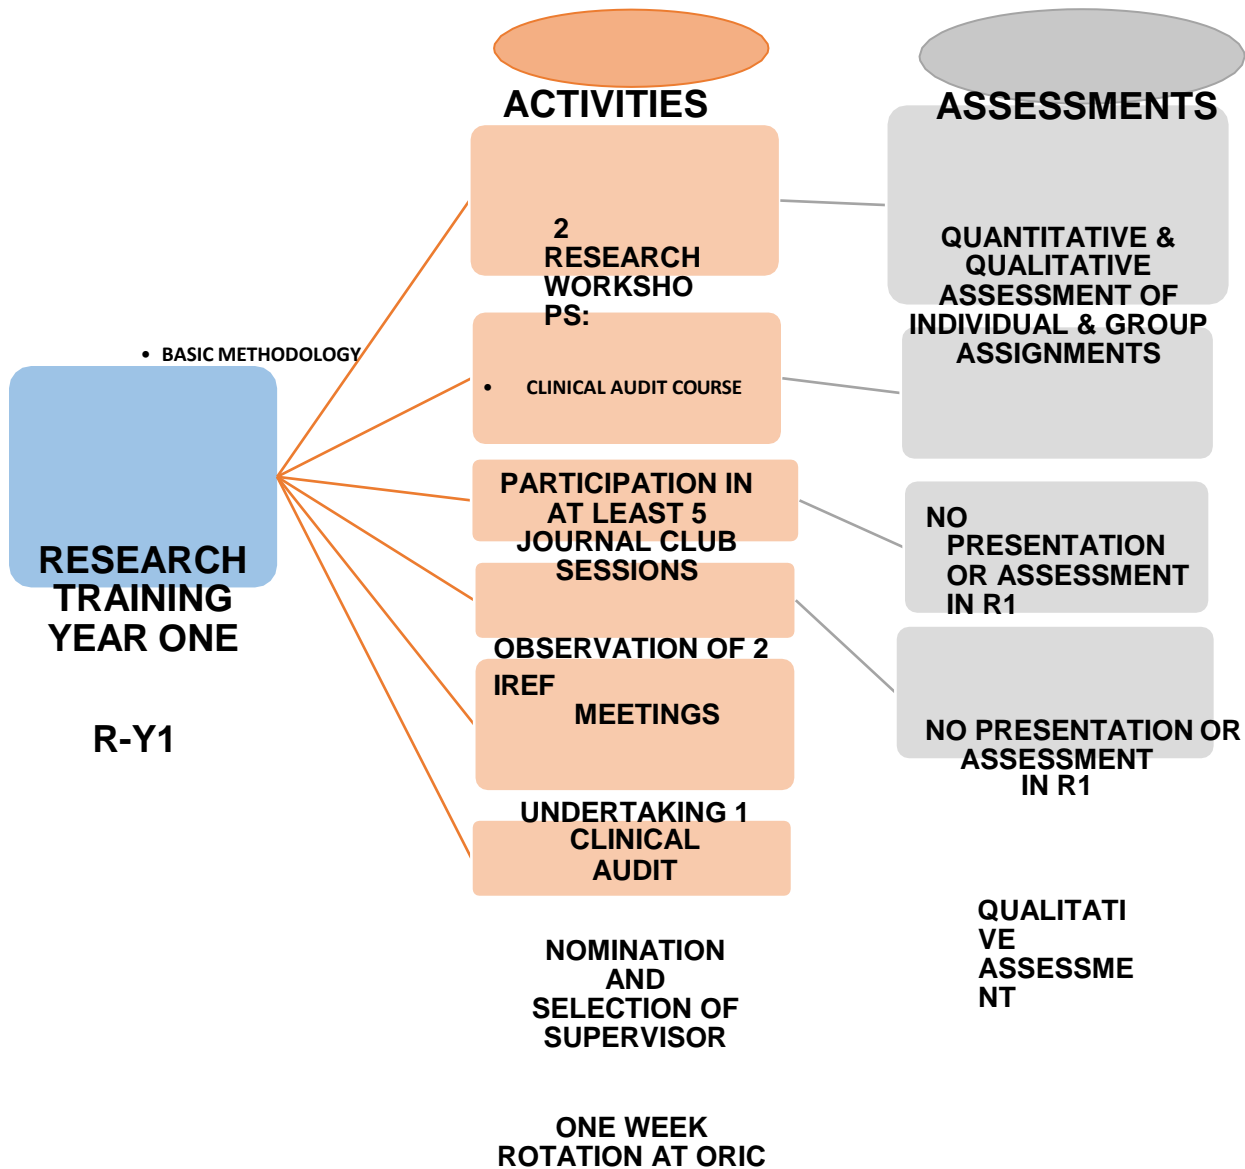 ACTIVITIES
ASSESSMENTS
2
RESEARCH
WORKSHO
PS:
• BASIC METHODOLOGY
• CLINICAL AUDIT COURSE
QUANTITATIVE &
QUALITATIVE
ASSESSMENT OF
INDIVIDUAL & GROUP
ASSIGNMENTS
RESEARCH
TRAINING
YEAR ONE
R-Y1
PARTICIPATION IN
AT LEAST 5
JOURNAL CLUB
SESSIONS
NO
PRESENTATION
OR ASSESSMENT
IN R1
OBSERVATION OF 2
IREF
MEETINGS
NO PRESENTATION OR
ASSESSMENT
IN R1
UNDERTAKING 1
CLINICAL
AUDIT
QUALITATI
VE
ASSESSME
NT
NOMINATION
AND
SELECTION OF
SUPERVISOR
ONE WEEK
ROTATION AT ORIC